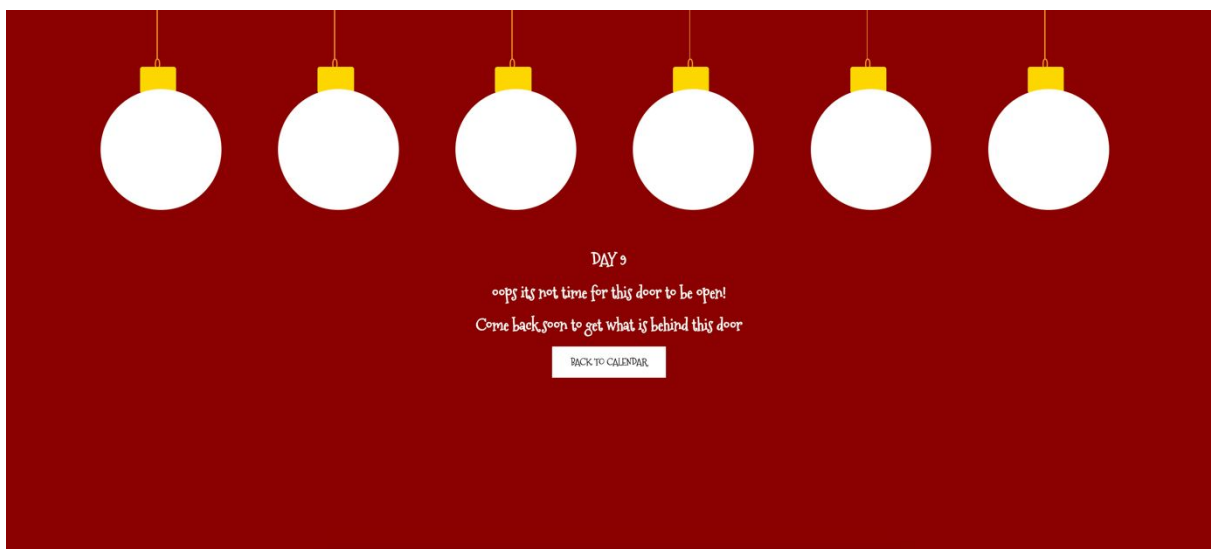 DAY 9
oops its not time for this door to be open!
Come back soon to get what is behind this door
BACK TO CALENDAR